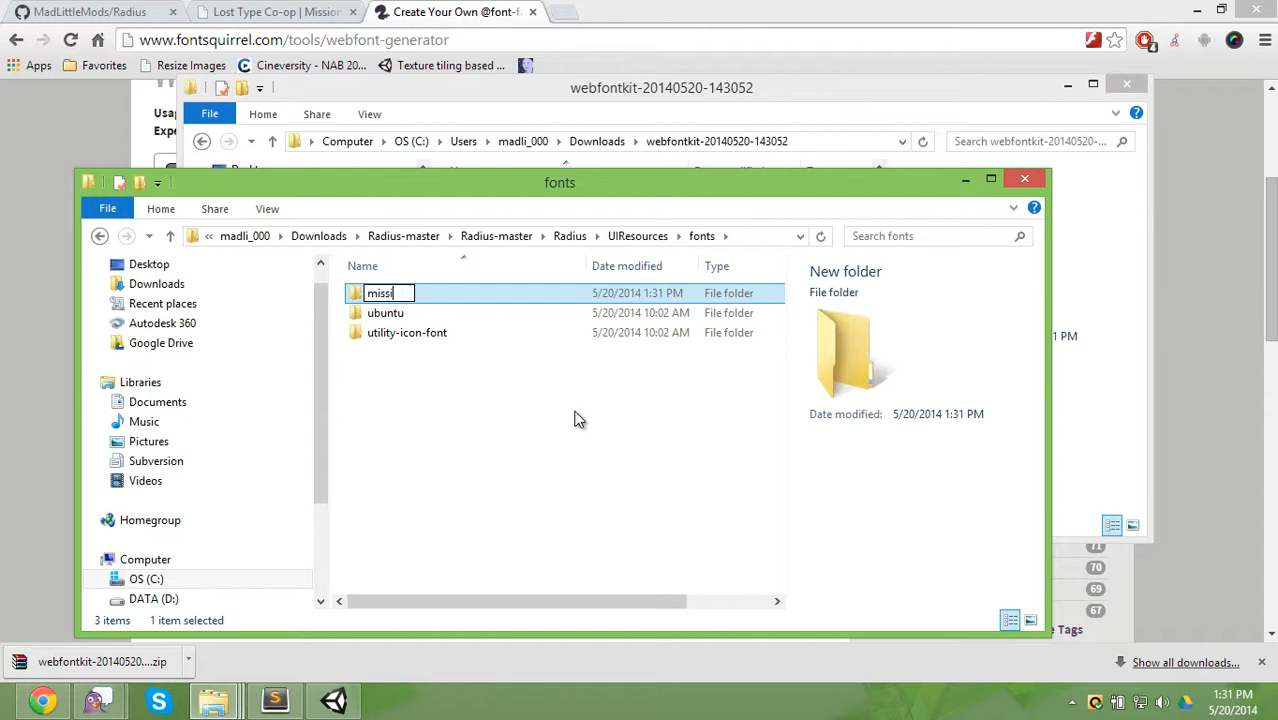 MadLittleMods/Radius
Lost Type Co-op | Mission
Create Your Own @font-f
www.fontsquirrel.com/tools/webfont-generator
Apps
Favorites
Resize Images
Cineversity - NAB 20...
Texture tiling based ...
webfontkit-20140520-143052
File
Home
Share
View
Computer
OS (C:)
Users
madli_000
Downloads
webfontkit-20140520-143052
Search webfontkit-20140520-...
fonts
File
Home
Share
View
«
madli_000
Downloads
Radius-master
Radius-master
Radius
UIResources
fonts
Search fonts
Desktop
Downloads
Recent places
Autodesk 360
Google Drive
Libraries
Documents
Music
Pictures
Subversion
Videos
Homegroup
Computer
OS (C:)
DATA (D:)
Name
Date modified
Type
missi
5/20/2014 1:31 PM
File folder
ubuntu
5/20/2014 10:02 AM
File folder
utility-icon-font
5/20/2014 10:02 AM
File folder
New folder
File folder
Date modified:
5/20/2014 1:31 PM
3 items
1 item selected
1 PM
71
70
69
67
e Tags
webfontkit-20140520....zip
Show all downloads...
1:31 PM
5/20/2014